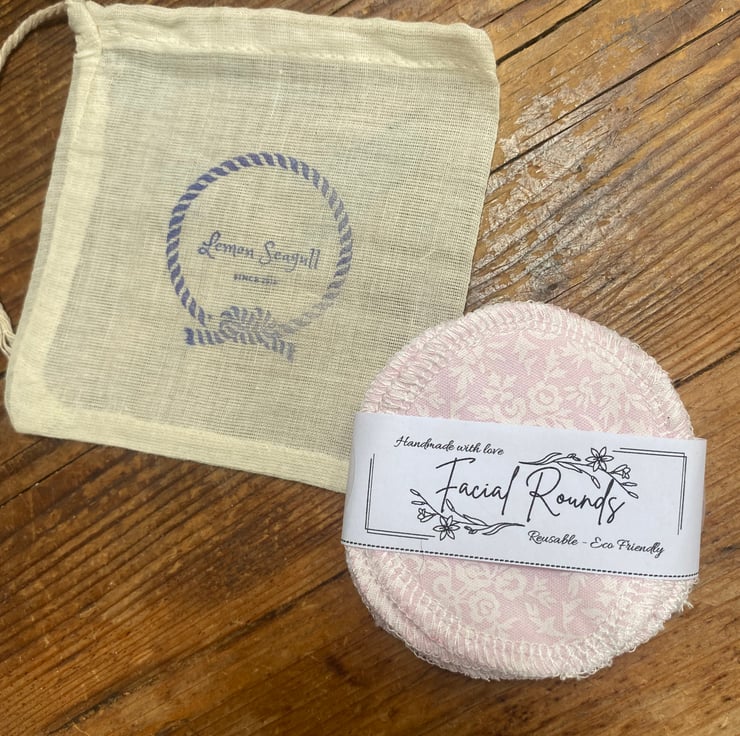 Lemon Seagull
Handmade with love
Facial Rounds
Reusable - Eco Friendly